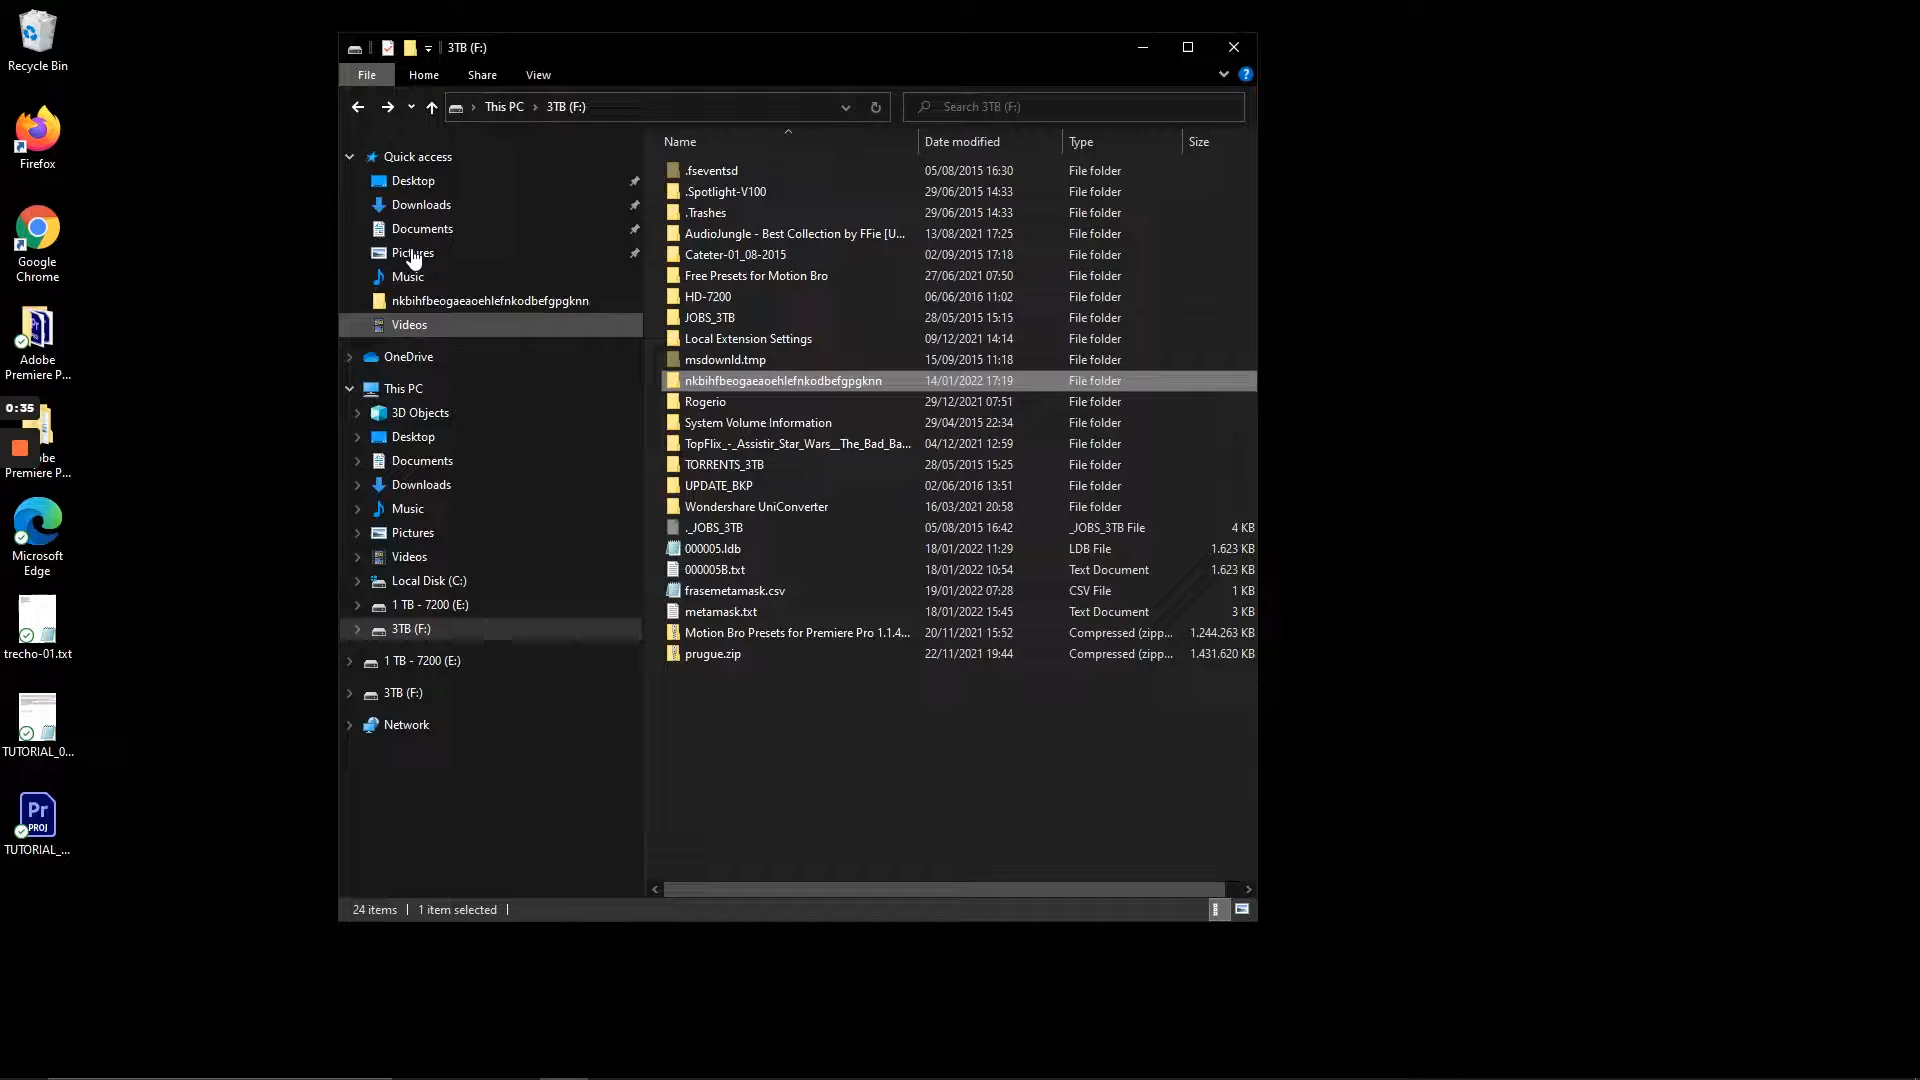 Recycle Bin
Firefox
Google
Chrome
Adobe
Premiere P...
0:35
be
Premiere P...
Microsoft
Edge
trecho-01.txt
TUTORIAL_0...
Pr
PROJ
TUTORIAL_...
3TB (F:)
File Home Share View
This PC 3TB (F:)
Search 3TB (F:)
Quick access
Desktop
Downloads
Documents
Pictures
Music
nkbihfbeogaeaoehlefnkodbefgpgknn
Videos
OneDrive
This PC
3D Objects
Desktop
Documents
Downloads
Music
Pictures
Videos
Local Disk (C:)
1 TB - 7200 (E:)
3TB (F:)
1 TB - 7200 (E:)
3TB (F:)
Network
Name Date modified Type Size
.fseventsd 05/08/2015 16:30 File folder
.Spotlight-V100 29/06/2015 14:33 File folder
.Trashes 29/06/2015 14:33 File folder
AudioJungle - Best Collection by FFie [U... 13/08/2021 17:25 File folder
Cateter-01_08-2015 02/09/2015 17:18 File folder
Free Presets for Motion Bro 27/06/2021 07:50 File folder
HD-7200 06/06/2016 11:02 File folder
JOBS_3TB 28/05/2015 15:15 File folder
Local Extension Settings 09/12/2021 14:14 File folder
msdownld.tmp 15/09/2015 11:18 File folder
nkbihfbeogaeaoehlefnkodbefgpgknn 14/01/2022 17:19 File folder
Rogerio 29/12/2021 07:51 File folder
System Volume Information 29/04/2015 22:34 File folder
TopFlix_-_Assistir_Star_Wars__The_Bad_Ba... 04/12/2021 12:59 File folder
TORRENTS_3TB 28/05/2015 15:25 File folder
UPDATE_BKP 02/06/2016 13:51 File folder
Wondershare UniConverter 16/03/2021 20:58 File folder
._JOBS_3TB 05/08/2015 16:42 _JOBS_3TB File 4 KB
000005.ldb 18/01/2022 11:29 LDB File 1.623 KB
000005B.txt 18/01/2022 10:54 Text Document 1.623 KB
frasemetamask.csv 19/01/2022 07:28 CSV File 1 KB
metamask.txt 18/01/2022 15:45 Text Document 3 KB
Motion Bro Presets for Premiere Pro 1.1.4... 20/11/2021 15:52 Compressed (zipp... 1.244.263 KB
prugue.zip 22/11/2021 19:44 Compressed (zipp... 1.431.620 KB
24 items 1 item selected